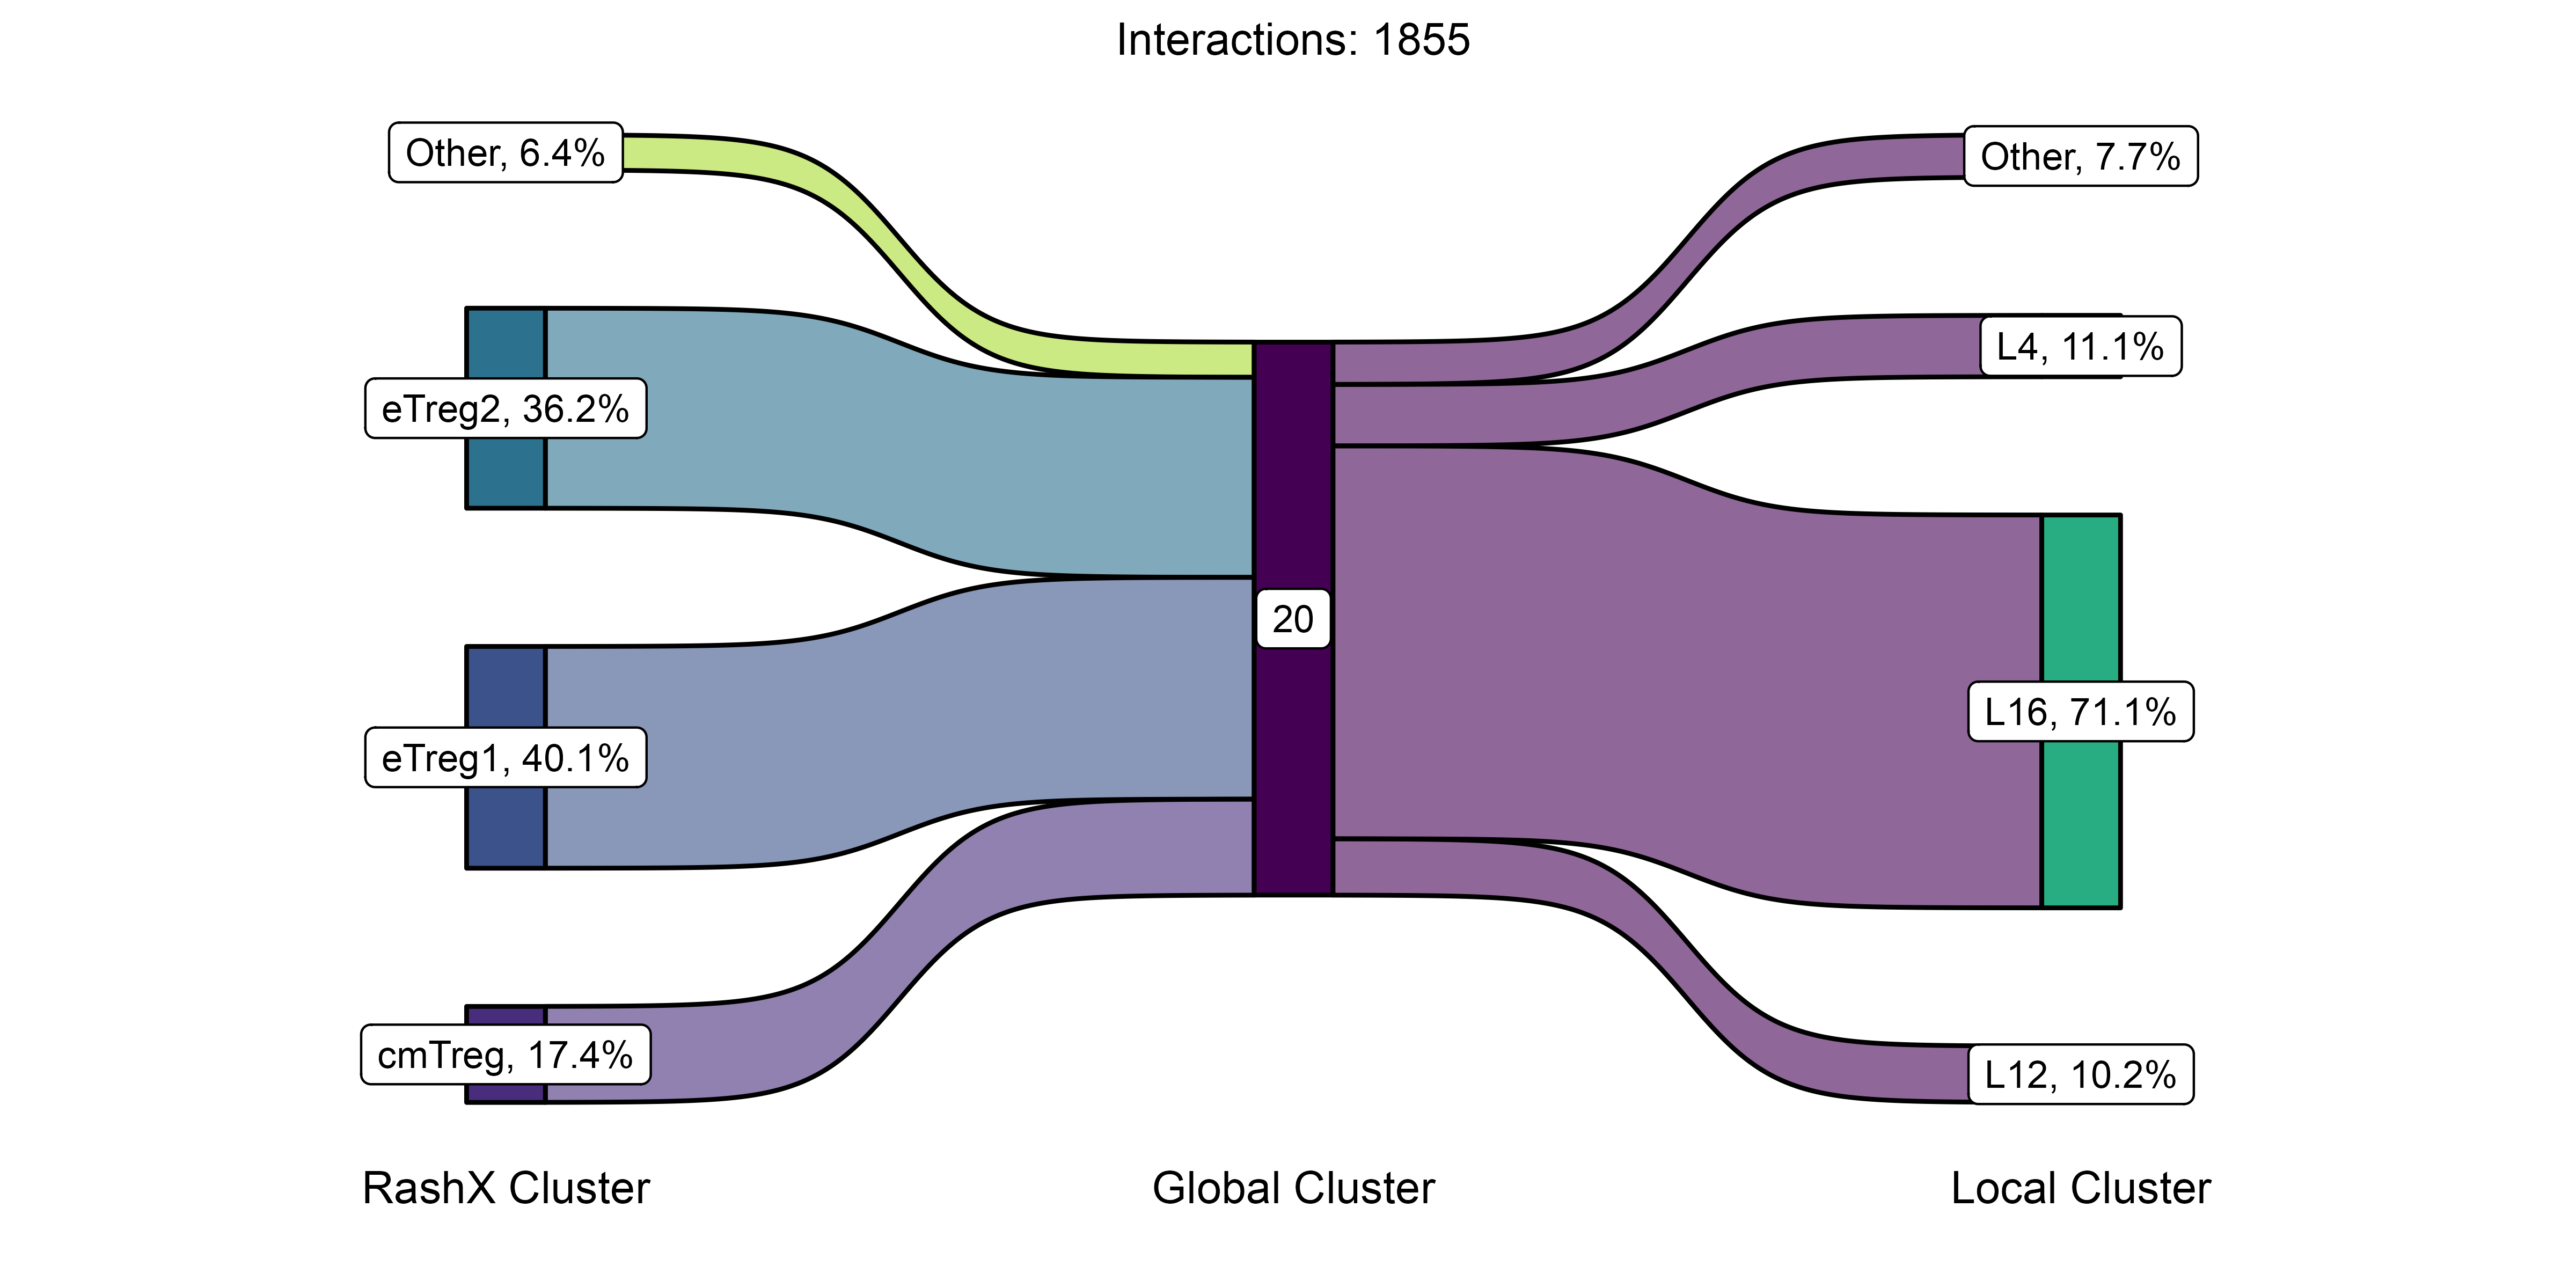 Interactions: 1855
Other, 6.4%
Other, 7.7%
eTreg2, 36.2%
L4, 11.1%
20
eTreg1, 40.1%
L16, 71.1%
cmTreg, 17.4%
L12, 10.2%
RashX Cluster
Global Cluster
Local Cluster